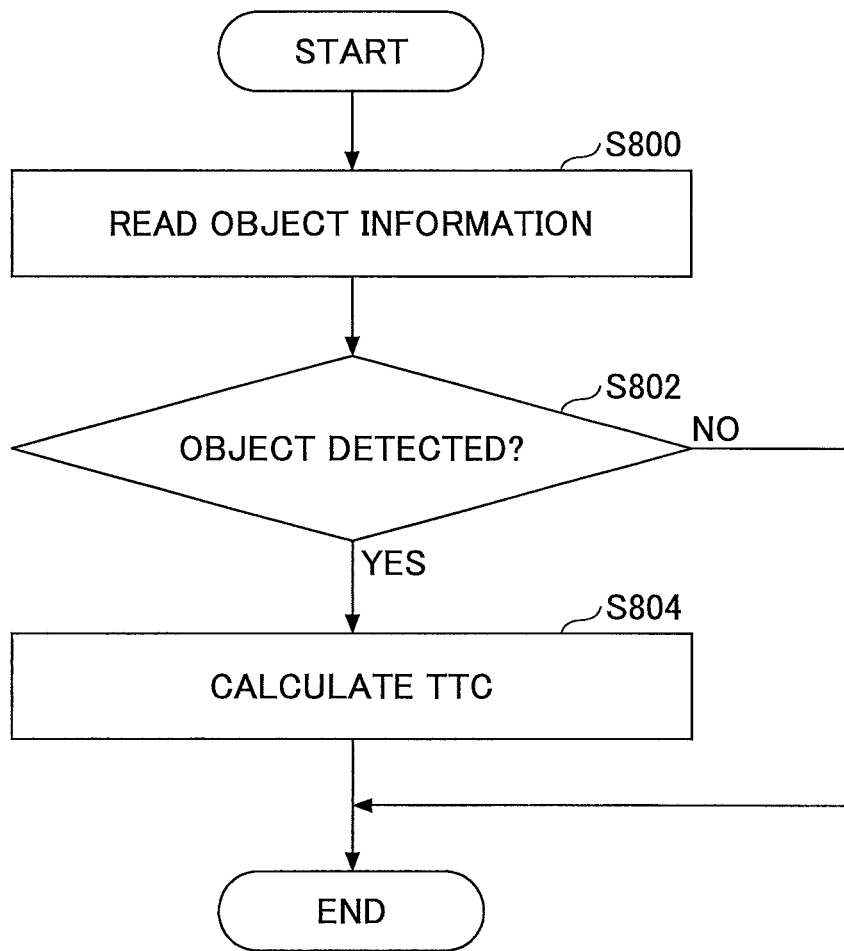 START
S800
READ OBJECT INFORMATION
S802
OBJECT DETECTED?
NO
YES
S804
CALCULATE TTC
END